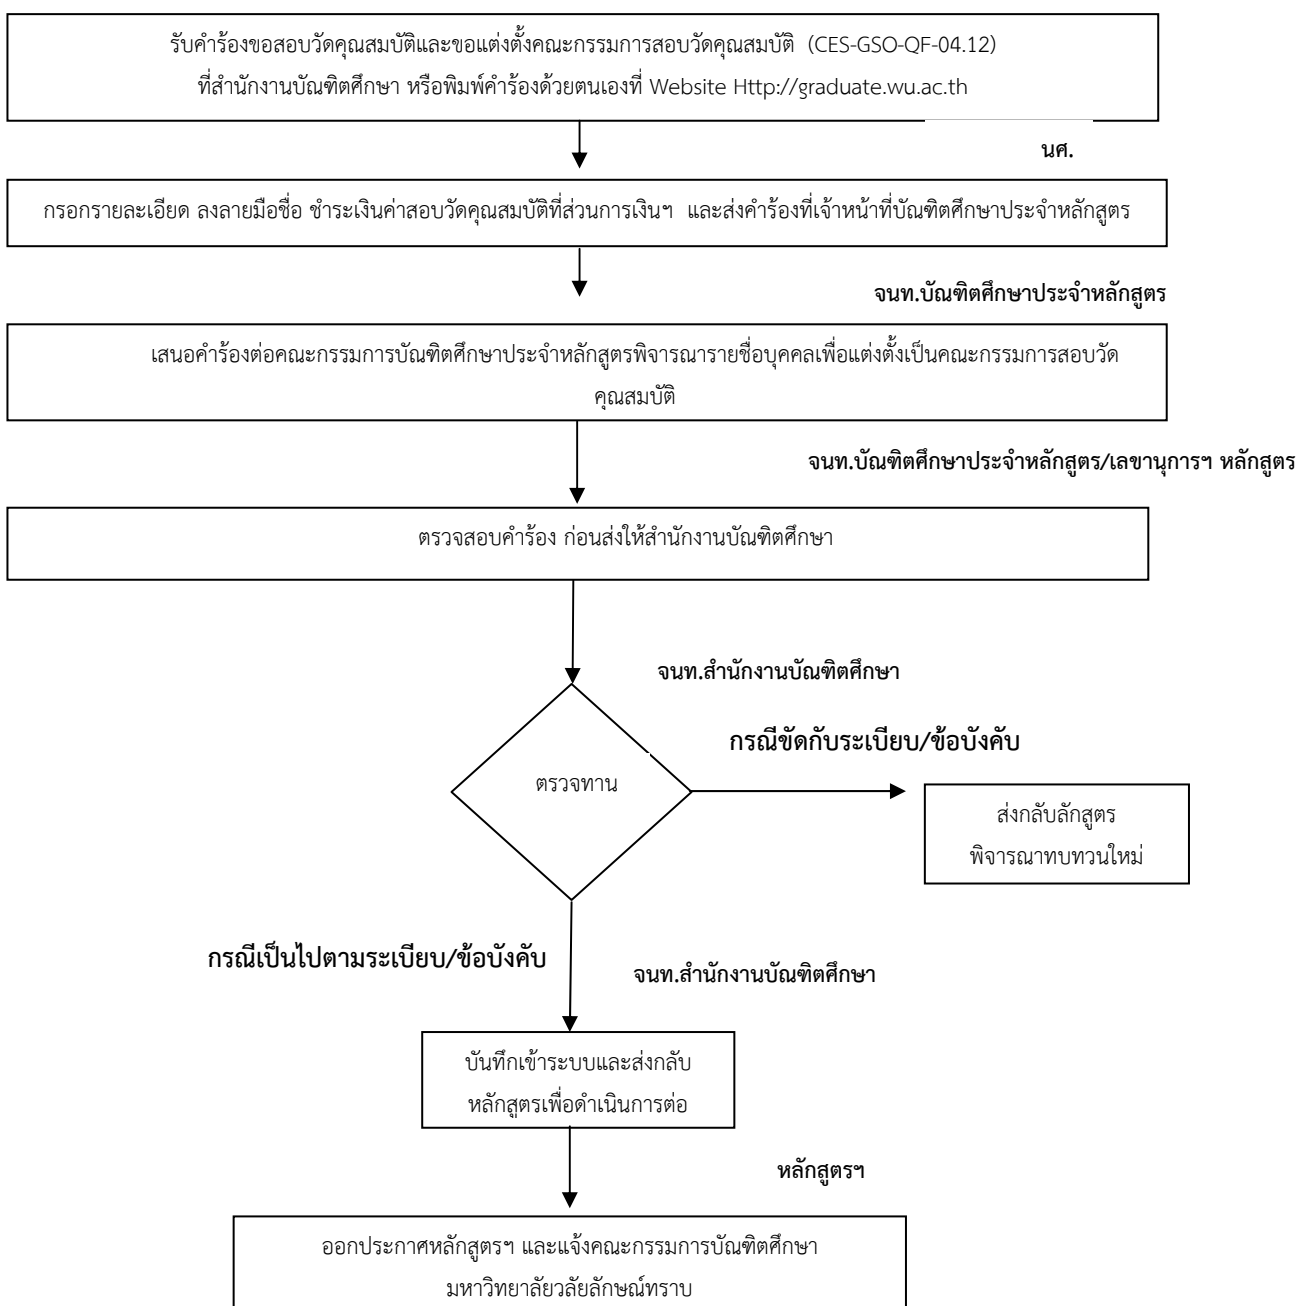 รับคำร้องขอสอบวัดคุณสมบัติและขอแต่งตั้งคณะกรรมการสอบวัดคุณสมบัติ (CES-GSO-QF-04.12)
ที่สำนักงานบัณฑิตศึกษา หรือพิมพ์คำร้องด้วยตนเองที่ Website Http://graduate.wu.ac.th
นศ.
กรอกรายละเอียด ลงลายมือชื่อ ชำระเงินค่าสอบวัดคุณสมบัติที่ส่วนการเงินฯ และส่งคำร้องที่เจ้าหน้าที่บัณฑิตศึกษาประจำหลักสูตร
จนท.บัณฑิตศึกษาประจำหลักสูตร
เสนอคำร้องต่อคณะกรรมการบัณฑิตศึกษาประจำหลักสูตรพิจารณารายชื่อบุคคลเพื่อแต่งตั้งเป็นคณะกรรมการสอบวัด
คุณสมบัติ
จนท.บัณฑิตศึกษาประจำหลักสูตร/เลขานุการฯ หลักสูตร
ตรวจสอบคำร้อง ก่อนส่งให้สำนักงานบัณฑิตศึกษา
จนท.สำนักงานบัณฑิตศึกษา
กรณีขัดกับระเบียบ/ข้อบังคับ
ตรวจทาน
ส่งกลับลักสูตร
พิจารณาทบทวนใหม่
กรณีเป็นไปตามระเบียบ/ข้อบังคับ
จนท.สำนักงานบัณฑิตศึกษา
บันทึกเข้าระบบและส่งกลับ
หลักสูตรเพื่อดำเนินการต่อ
หลักสูตรฯ
ออกประกาศหลักสูตรฯ และแจ้งคณะกรรมการบัณฑิตศึกษา
มหาวิทยาลัยวลัยลักษณ์ทราบ